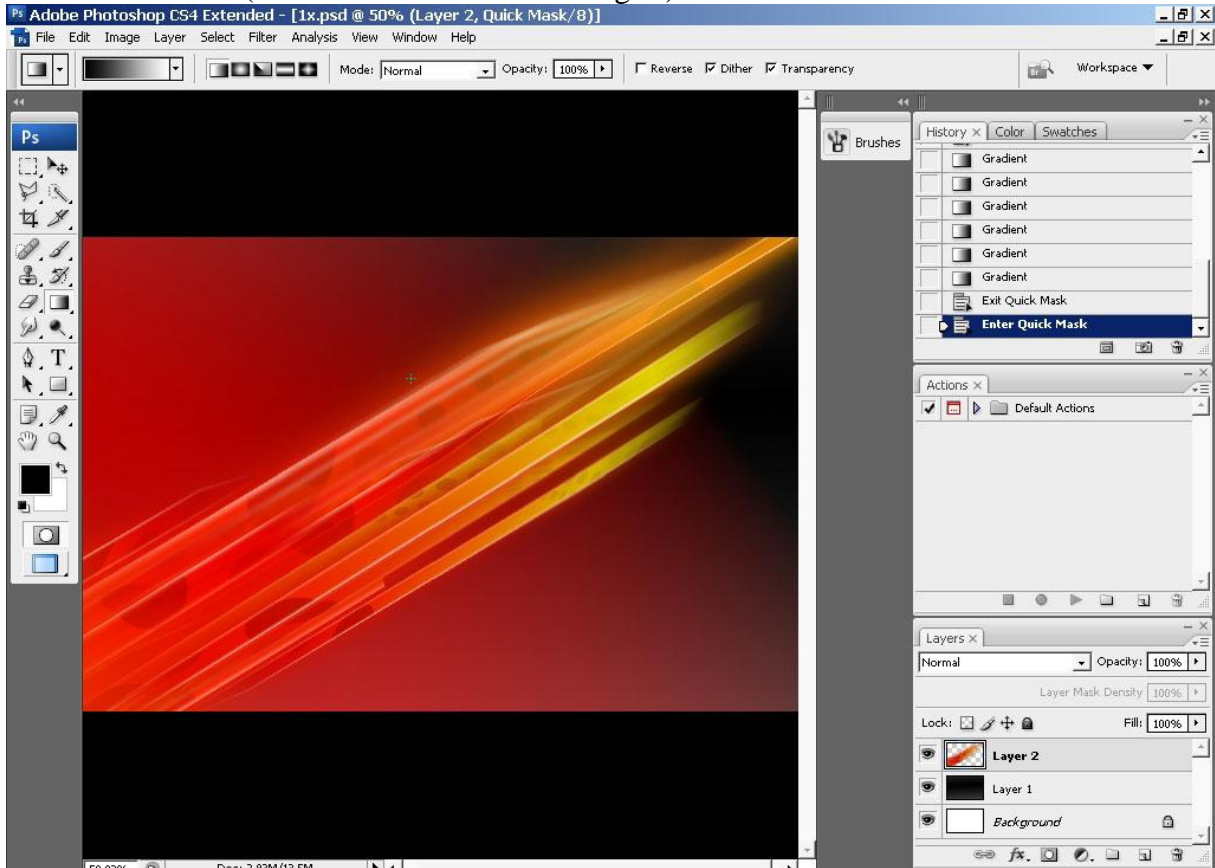 Adobe Photoshop CS4 Extended - [1x.psd @ 50% (Layer 2, Quick Mask/8)]
File Edit Image Layer Select Filter Analysis View Window Help
Mode: Normal Opacity: 100% Reverse Dither Transparency Workspace
Ps
Brushes
History Color Swatches
Gradient
Gradient
Gradient
Gradient
Gradient
Gradient
Exit Quick Mask
Enter Quick Mask
Actions
Default Actions
Layers
Normal Opacity: 100%
Layer Mask Density 100%
Lock: Fill: 100%
Layer 2
Layer 1
Background